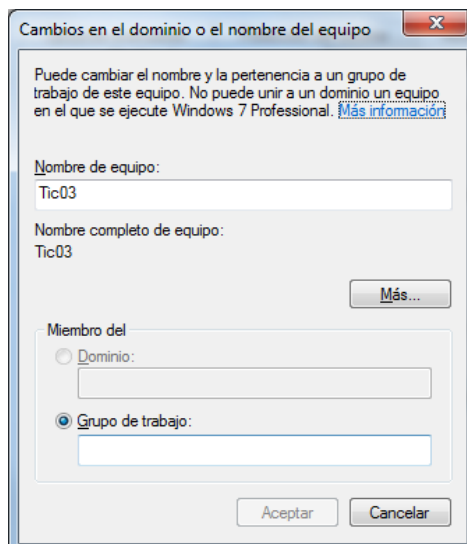 Cambios en el dominio o el nombre del equipo
Puede cambiar el nombre y la pertenencia a un grupo de
trabajo de este equipo. No puede unir a un dominio un equipo
en el que se ejecute Windows 7 Professional. Más información
Nombre de equipo:
Tic03
Nombre completo de equipo:
Tic03
Más...
Miembro del
Dominio:
Grupo de trabajo:
Aceptar
Cancelar